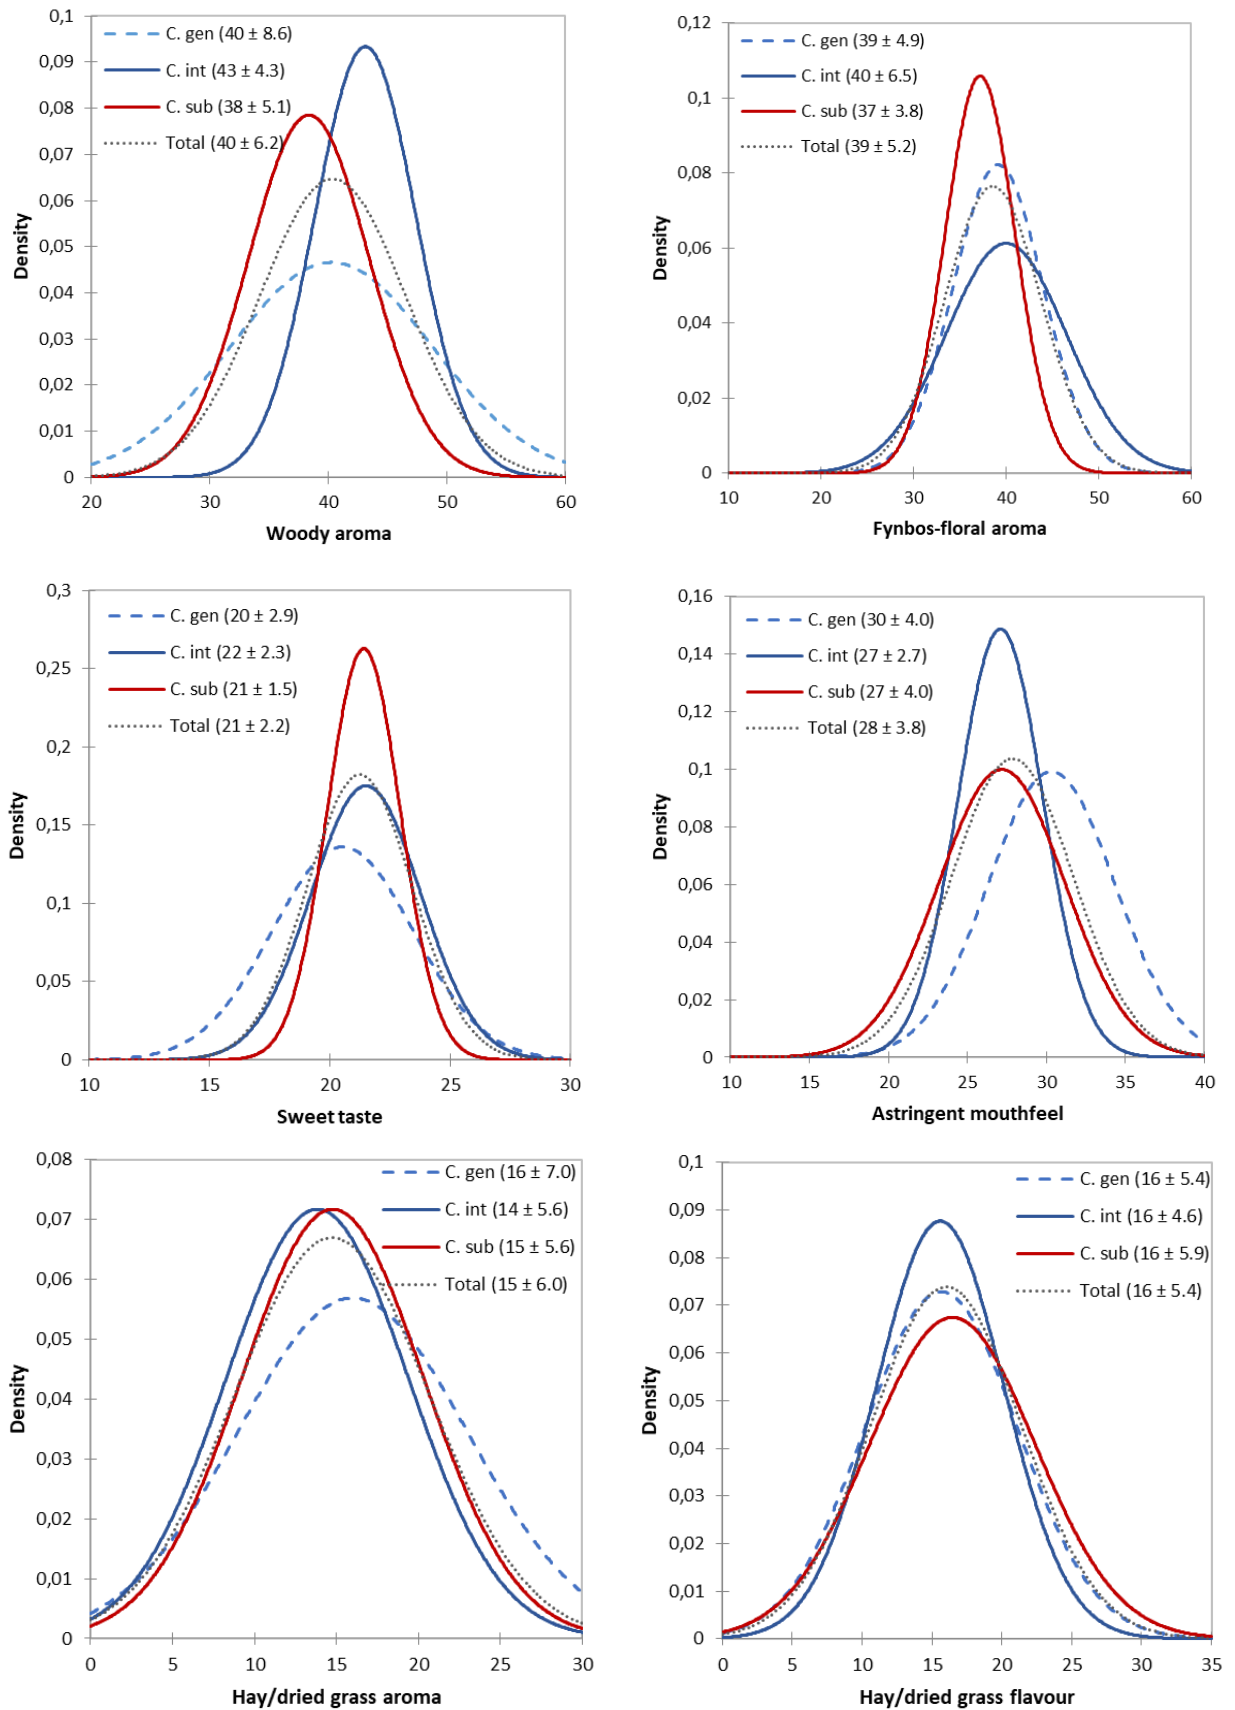 0,1
0,09
0,08
0,07
0,06
0,05
0,04
0,03
0,02
0,01
0
Density
C. gen (40 ± 8.6)
C. int (43 ± 4.3)
C. sub (38 ± 5.1)
Total (40 ± 6.2)
20 30 40 50 60
Woody aroma
0,12
0,1
0,08
0,06
0,04
0,02
0
Density
C. gen (39 ± 4.9)
C. int (40 ± 6.5)
C. sub (37 ± 3.8)
Total (39 ± 5.2)
10 20 30 40 50 60
Fynbos-floral aroma
0,3
0,25
0,2
0,15
0,1
0,05
0
Density
C. gen (20 ± 2.9)
C. int (22 ± 2.3)
C. sub (21 ± 1.5)
Total (21 ± 2.2)
10 15 20 25 30
Sweet taste
0,16
0,14
0,12
0,1
0,08
0,06
0,04
0,02
0
Density
C. gen (30 ± 4.0)
C. int (27 ± 2.7)
C. sub (27 ± 4.0)
Total (28 ± 3.8)
10 15 20 25 30 35 40
Astringent mouthfeel
0,08
0,07
0,06
0,05
0,04
0,03
0,02
0,01
0
Density
C. gen (16 ± 7.0)
C. int (14 ± 5.6)
C. sub (15 ± 5.6)
Total (15 ± 6.0)
0 5 10 15 20 25 30
Hay/dried grass aroma
0,1
0,09
0,08
0,07
0,06
0,05
0,04
0,03
0,02
0,01
0
Density
C. gen (16 ± 5.4)
C. int (16 ± 4.6)
C. sub (16 ± 5.9)
Total (16 ± 5.4)
0 5 10 15 20 25 30 35
Hay/dried grass flavour